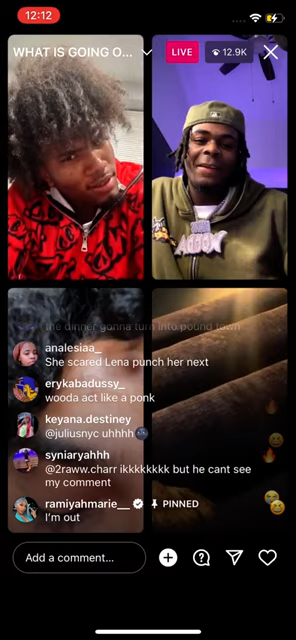 12:12
WHAT IS GOING O...
LIVE
12.9K
the dinner gonna turn into pound town
analesiaa_
She scared Lena punch her next
erykabadussy_
wooda act like a ponk
keyana.destiney
@juliusnyc uhhhh
syniaryahhh
@2raww.charr ikkkkkkkk but he cant see
my comment
ramiyahmarie__ PINNED
I'm out
Add a comment...